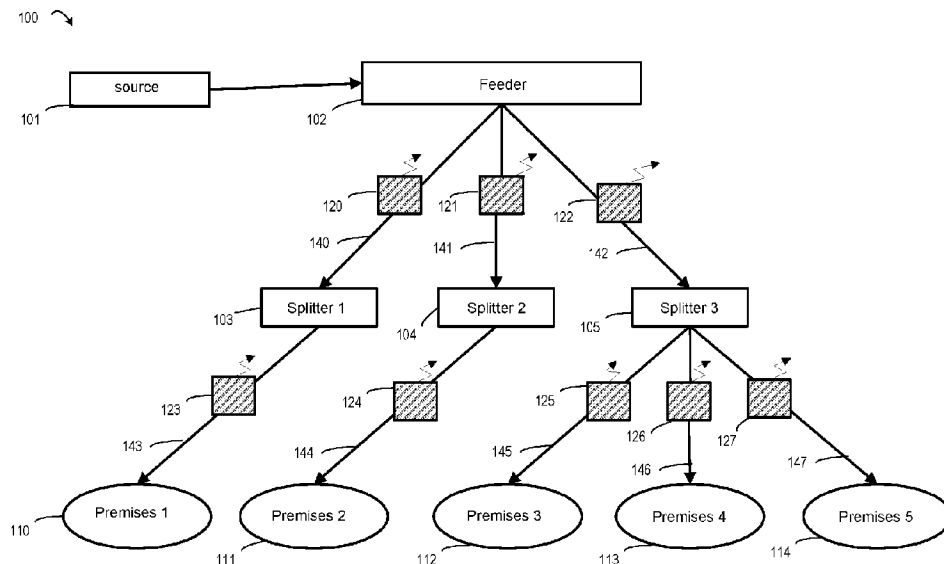 100
source
Feeder
101
102
120
121
122
140
141
142
Splitter 1
Splitter 2
Splitter 3
103
104
105
123
124
125
126
127
143
144
145
146
147
Premises 1
Premises 2
Premises 3
Premises 4
Premises 5
110
111
112
113
114